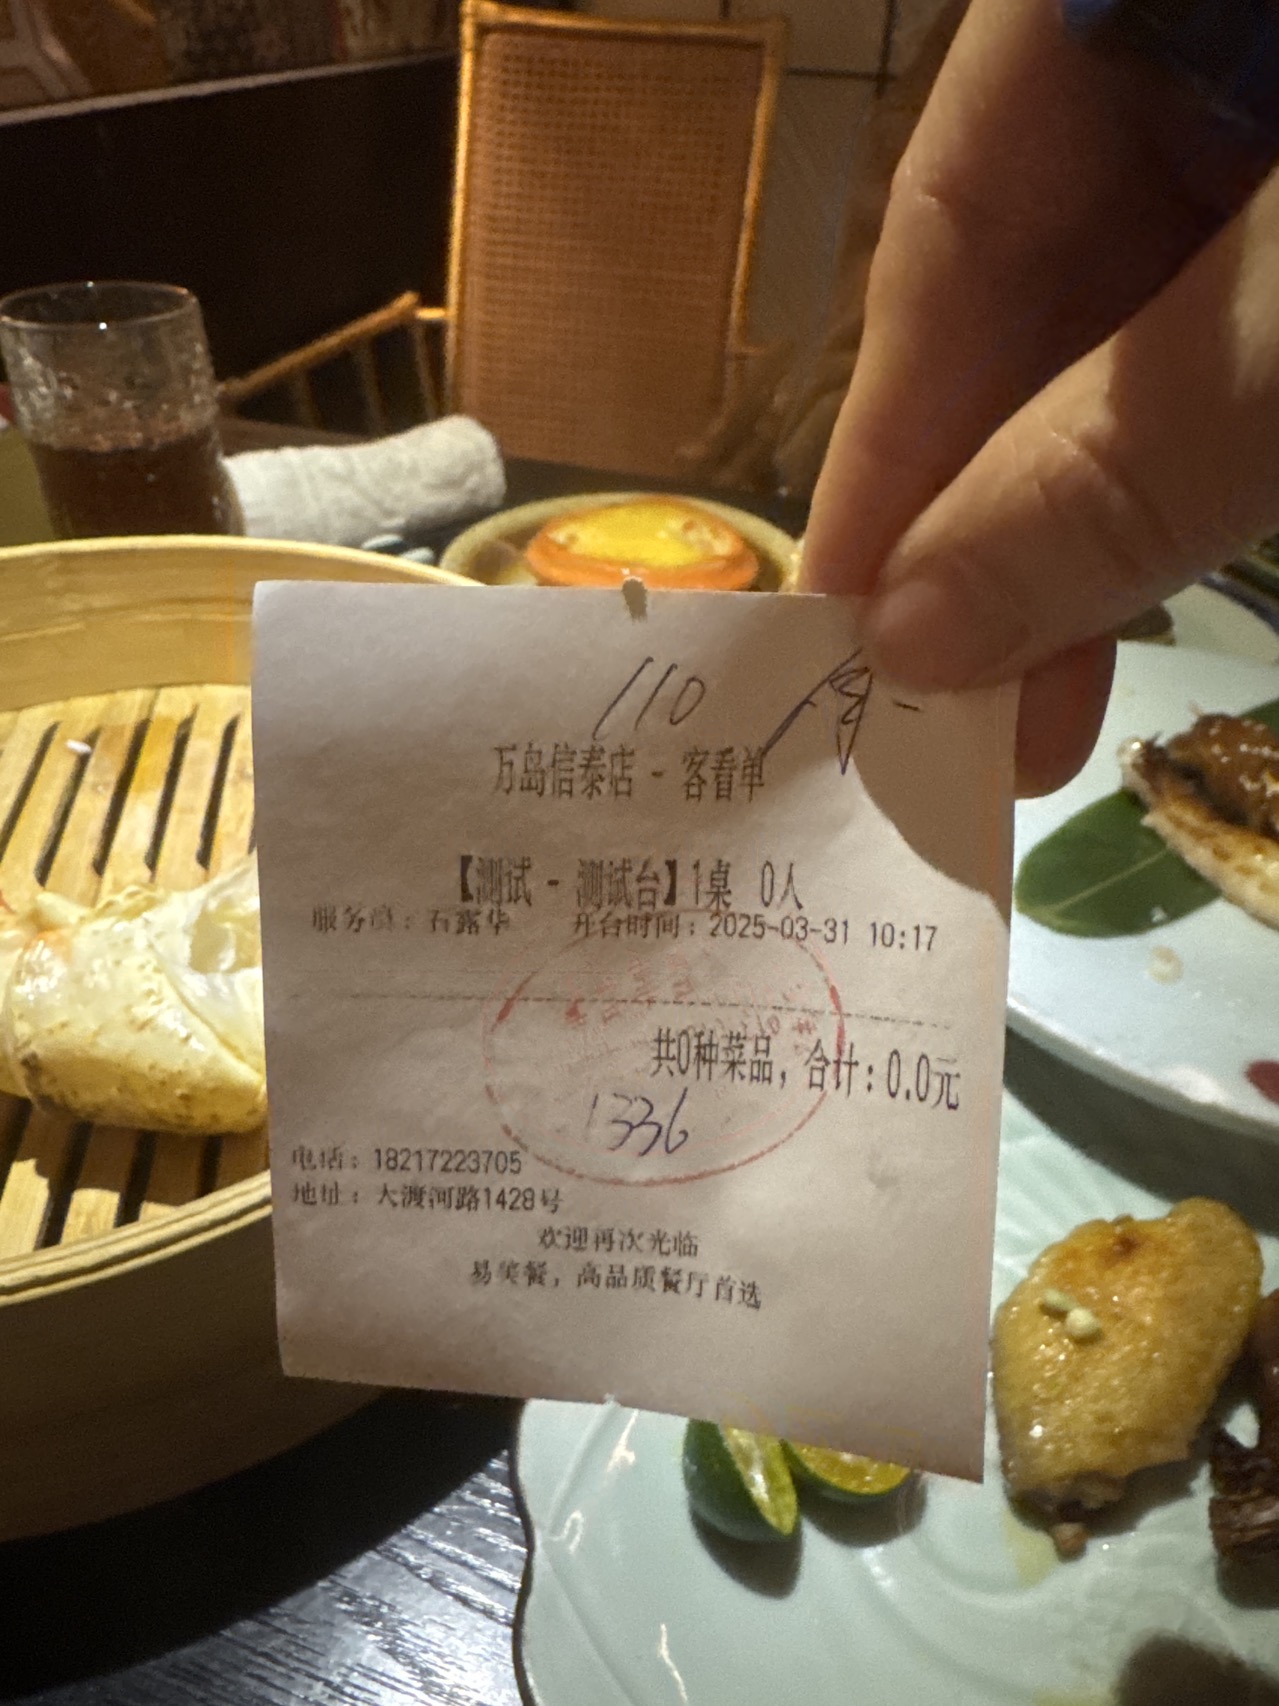 110
万岛信泰店 - 客看单
【测试 - 测试台】1桌 0人
服务员：石露华 开台时间：2025-03-31 10:17
共0种菜品，合计：0.0元
1336
电话：18217223705
地址：大渡河路1428号
欢迎再次光临
易美餐，高品质餐厅首选